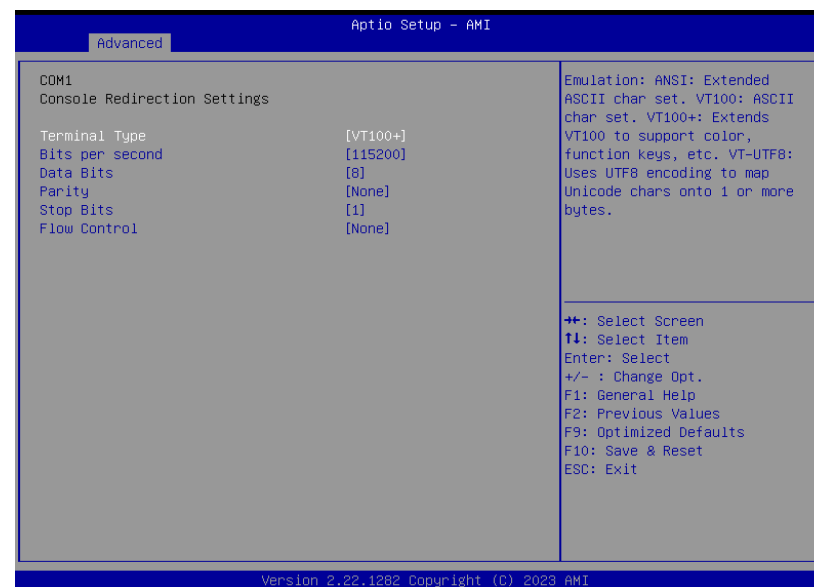 Aptio Setup – AMI
Advanced
COM1
Console Redirection Settings
Terminal Type [VT100+]
Bits per second [115200]
Data Bits [8]
Parity [None]
Stop Bits [1]
Flow Control [None]
Emulation: ANSI: Extended
ASCII char set. VT100: ASCII
char set. VT100+: Extends
VT100 to support color,
function keys, etc. VT-UTF8:
Uses UTF8 encoding to map
Unicode chars onto 1 or more
bytes.
→←: Select Screen
↑↓: Select Item
Enter: Select
+/- : Change Opt.
F1: General Help
F2: Previous Values
F9: Optimized Defaults
F10: Save & Reset
ESC: Exit
Version 2.22.1282 Copyright (C) 2023 AMI